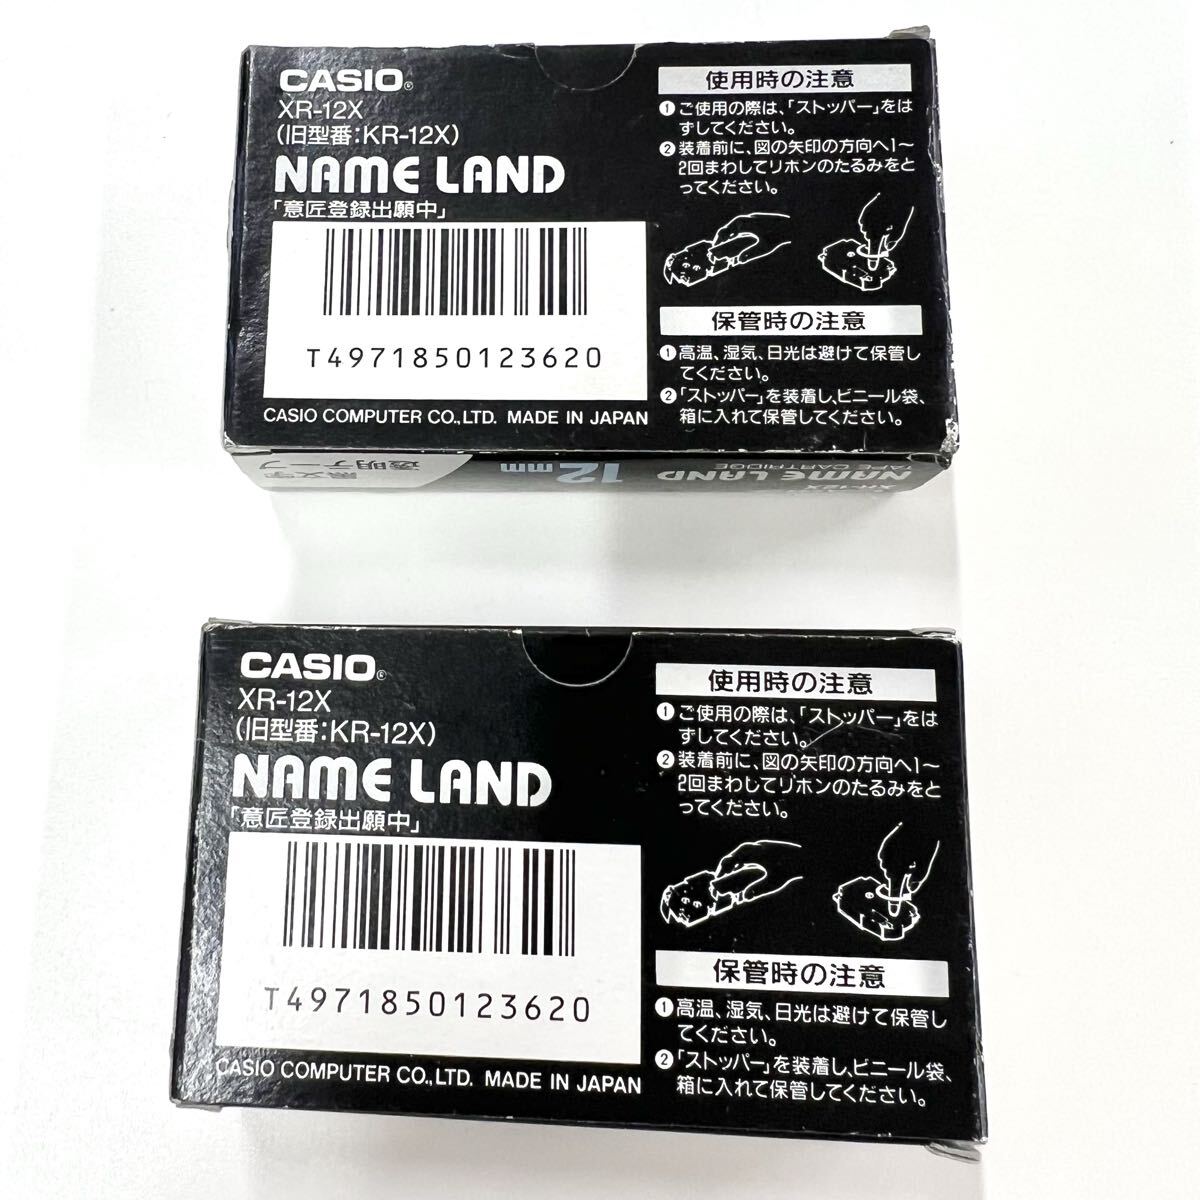 CASIO®
XR-12X
(旧型番:KR-12X)
NAME LAND
「意匠登録出願中」
T4971850123620
CASIO COMPUTER CO.,LTD. MADE IN JAPAN
使用時の注意
❶ご使用の際は、「ストッパー」をは
ずしてください。
❷装着前に、図の矢印の方向へ1〜
2回まわしてリボンのたるみをと
ってください。
保管時の注意
❶高温、湿気、日光は避けて保管し
てください。
❷「ストッパー」を装着し、ビニール袋、
箱に入れて保管してください。
XR-12X
NAME LAND
TAPE CARTRIDGE
12mm
黒文字
透明テープ
CASIO®
XR-12X
(旧型番:KR-12X)
NAME LAND
「意匠登録出願中」
T4971850123620
CASIO COMPUTER CO.,LTD. MADE IN JAPAN
使用時の注意
❶ご使用の際は、「ストッパー」をは
ずしてください。
❷装着前に、図の矢印の方向へ1〜
2回まわしてリボンのたるみをと
ってください。
保管時の注意
❶高温、湿気、日光は避けて保管し
てください。
❷「ストッパー」を装着し、ビニール袋、
箱に入れて保管してください。